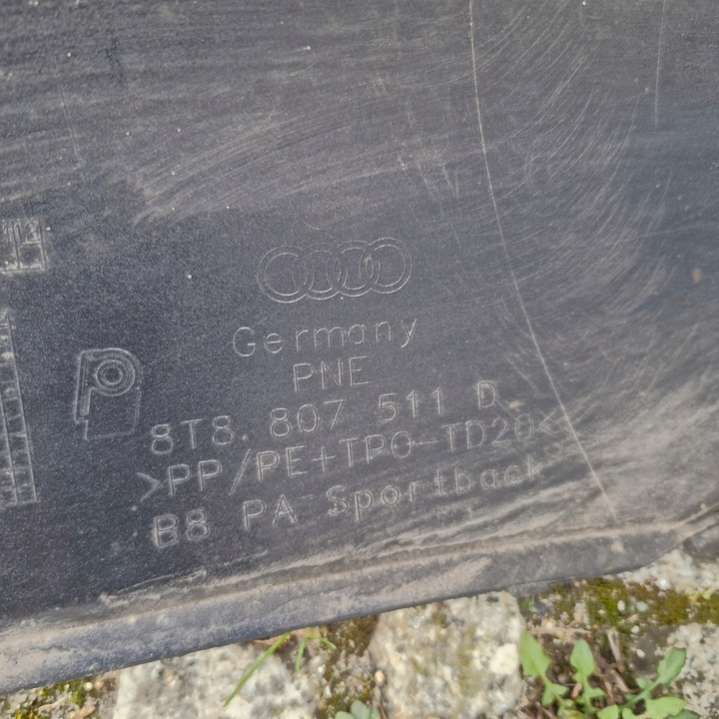 Germany
PNE
8T8. 807 511 D
>PP/PE+TPO-TD20<
B8 PA Sportback